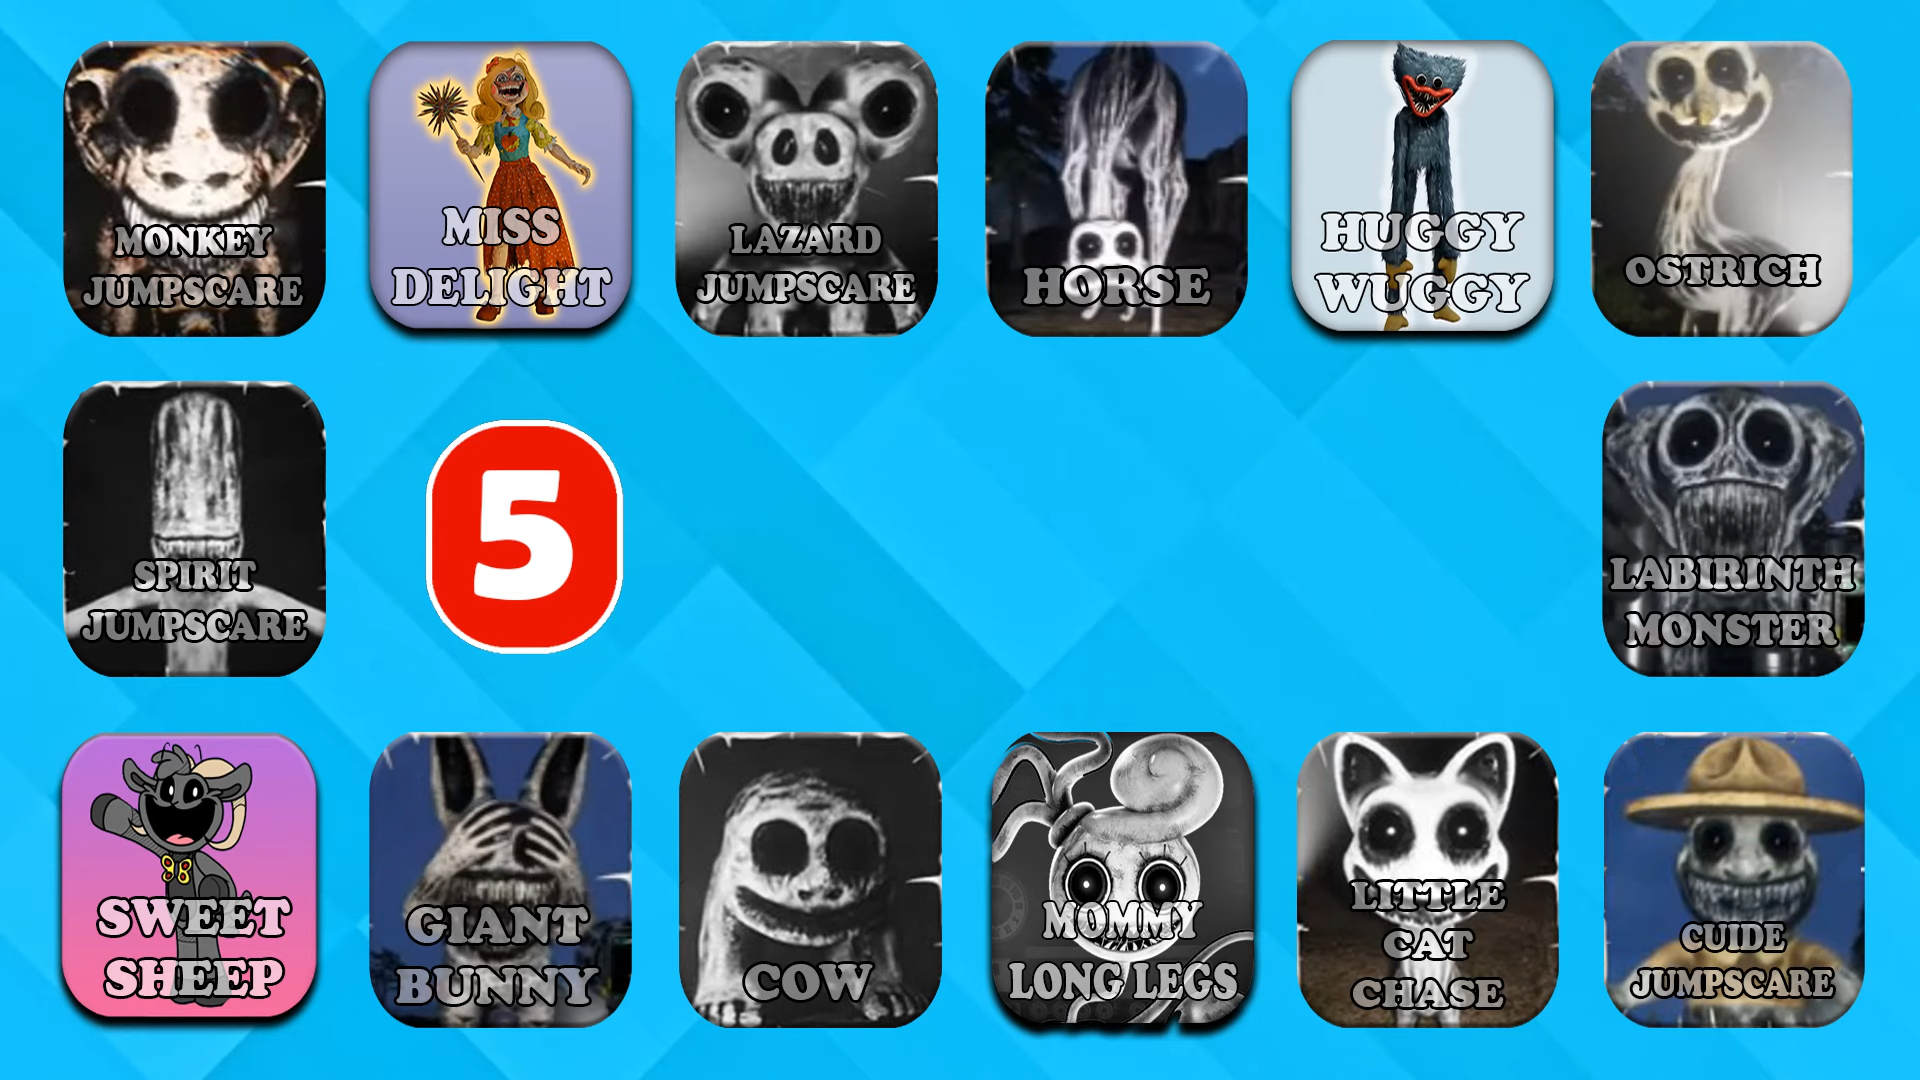 MONKEY
JUMPSCARE
MISS
DELIGHT
LAZARD
JUMPSCARE
HORSE
HUGGY
WUGGY
OSTRICH
SPIRIT
JUMPSCARE
5
LABIRINTH
MONSTER
SWEET
SHEEP
GIANT
BUNNY
COW
MOMMY
LONG LEGS
LITTLE
CAT
CHASE
CUIDE
JUMPSCARE